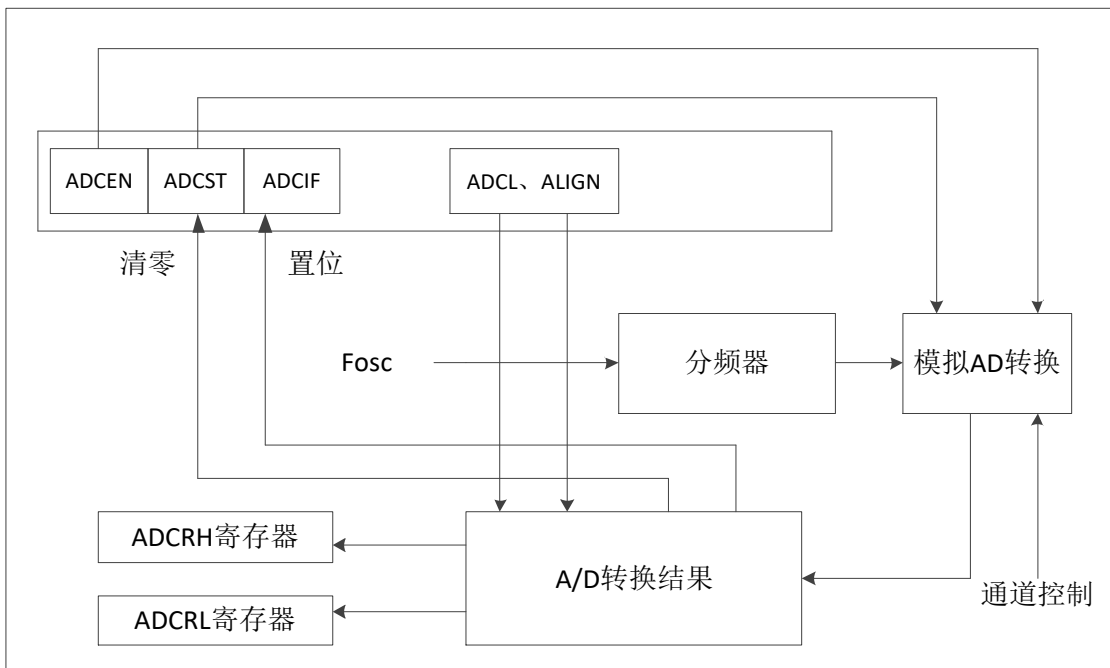 ADCEN
ADCST
ADCIF
ADCL、ALIGN
清零
置位
Fosc
分频器
模拟AD转换
ADCRH寄存器
A/D转换结果
ADCRL寄存器
通道控制